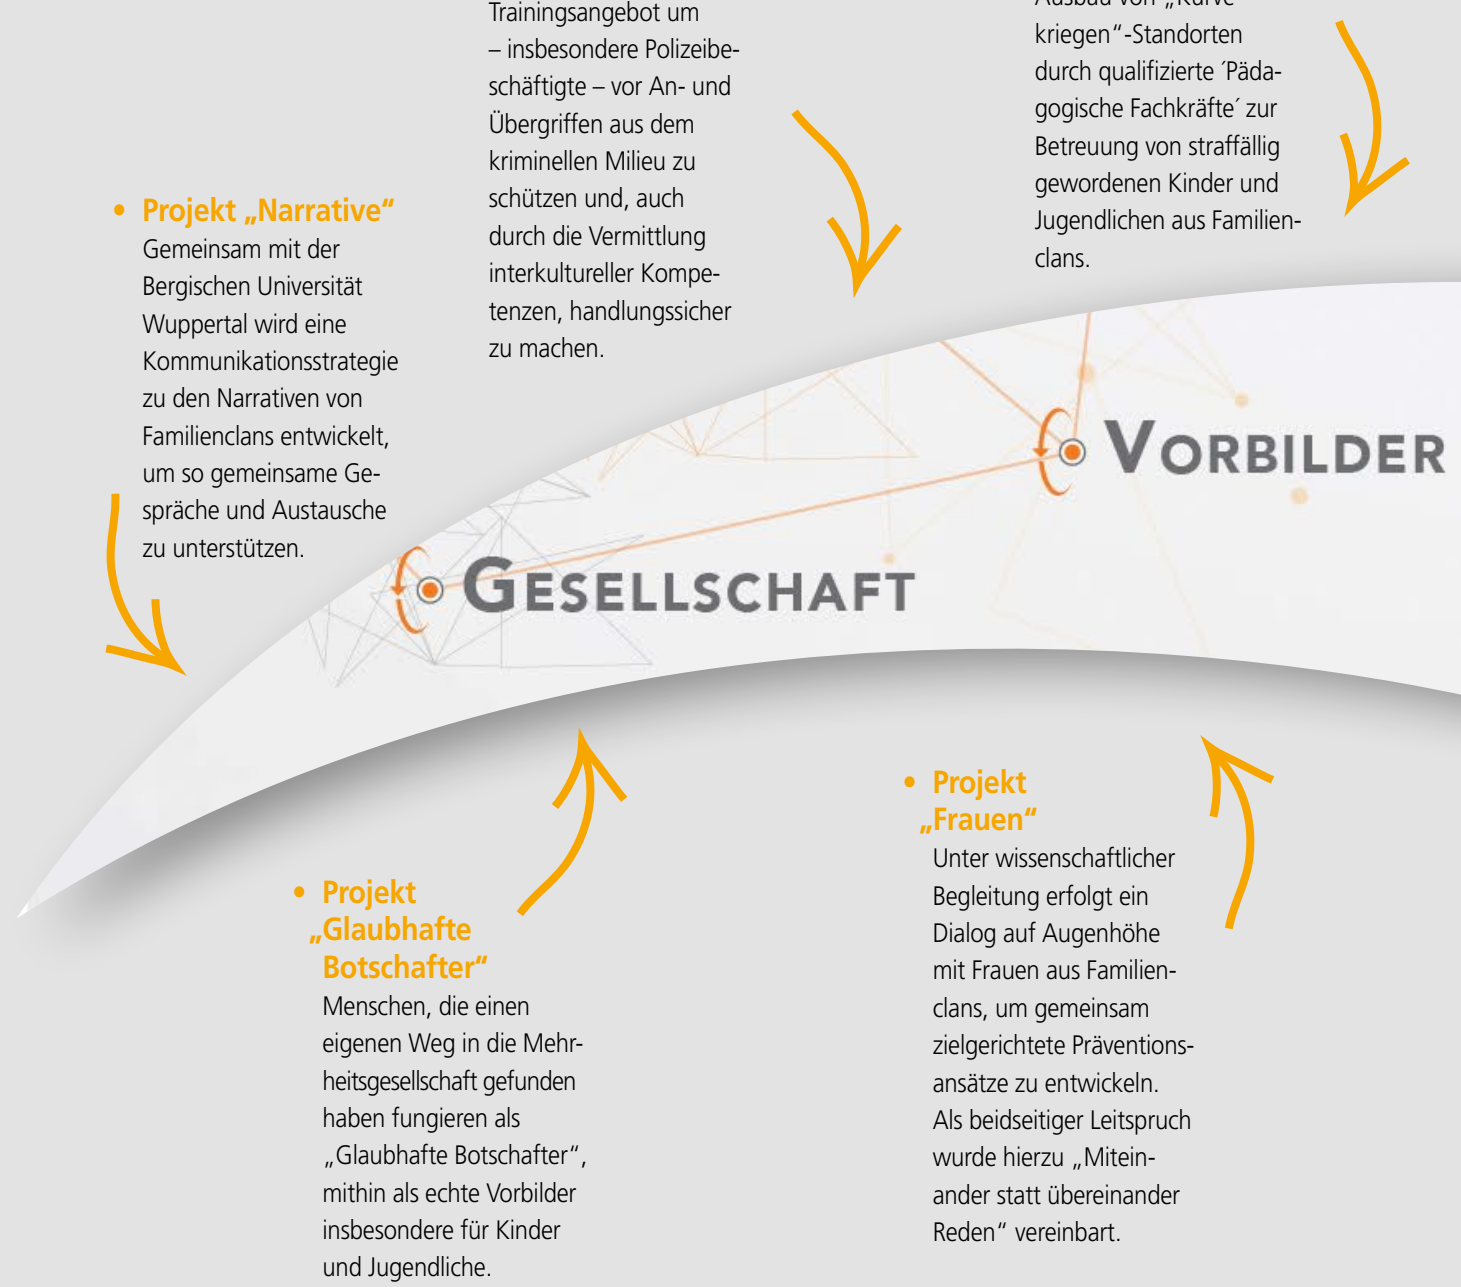 Trainingsangebot um
– insbesondere Polizeibe-
schäftigte – vor An- und
Übergriffen aus dem
kriminellen Milieu zu
schützen und, auch
durch die Vermittlung
interkultureller Kompe-
tenzen, handlungssicher
zu machen.
Ausbau von „Kurve
kriegen“-Standorten
durch qualifizierte ´Päda-
gogische Fachkräfte´ zur
Betreuung von straffällig
gewordenen Kinder und
Jugendlichen aus Familien-
clans.
• Projekt „Narrative“
Gemeinsam mit der
Bergischen Universität
Wuppertal wird eine
Kommunikationsstrategie
zu den Narrativen von
Familienclans entwickelt,
um so gemeinsame Ge-
spräche und Austausche
zu unterstützen.
VORBILDER
GESELLSCHAFT
• Projekt
„Glaubhafte
Botschafter“
Menschen, die einen
eigenen Weg in die Mehr-
heitsgesellschaft gefunden
haben fungieren als
„Glaubhafte Botschafter“,
mithin als echte Vorbilder
insbesondere für Kinder
und Jugendliche.
• Projekt
„Frauen“
Unter wissenschaftlicher
Begleitung erfolgt ein
Dialog auf Augenhöhe
mit Frauen aus Familien-
clans, um gemeinsam
zielgerichtete Präventions-
ansätze zu entwickeln.
Als beidseitiger Leitspruch
wurde hierzu „Mitein-
ander statt übereinander
Reden“ vereinbart.